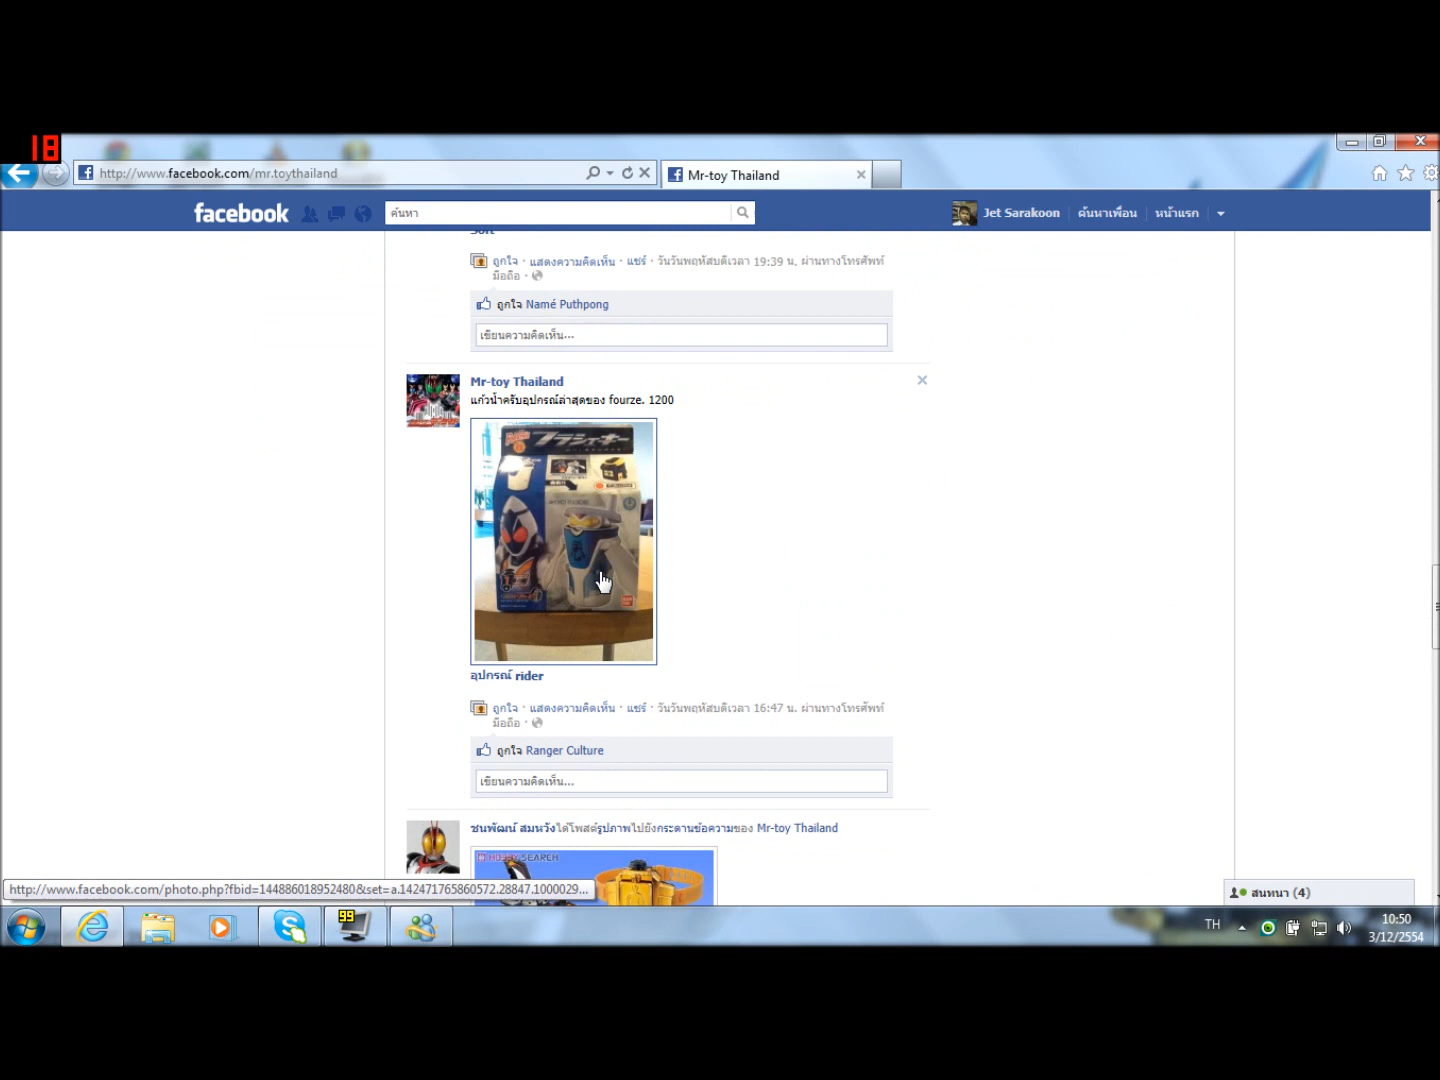 18
http://www.facebook.com/mr.toythailand
Mr-toy Thailand
facebook
ค้นหา
Jet Sarakoon
ค้นหาเพื่อน
หน้าแรก
ถูกใจ · แสดงความคิดเห็น · แชร์ · วันวันพฤหัสบดีเวลา 19:39 น. ผ่านทางโทรศัพท์
มือถือ ·
ถูกใจ Namé Puthpong
เขียนความคิดเห็น...
Mr-toy Thailand
แก้วน้ำครับอุปกรณ์ล่าสุดของ fourze. 1200
フラシェキー
อุปกรณ์ rider
ถูกใจ · แสดงความคิดเห็น · แชร์ · วันวันพฤหัสบดีเวลา 16:47 น. ผ่านทางโทรศัพท์
มือถือ ·
ถูกใจ Ranger Culture
เขียนความคิดเห็น...
ชนพัฒน์ สมหวังได้โพสต์รูปภาพไปยังกระดานข้อความของ Mr-toy Thailand
HOBBY SEARCH
http://www.facebook.com/photo.php?fbid=144886018952480&set=a.142471765860572.28847.1000029...
สนทนา (4)
99
TH
10:50
3/12/2554